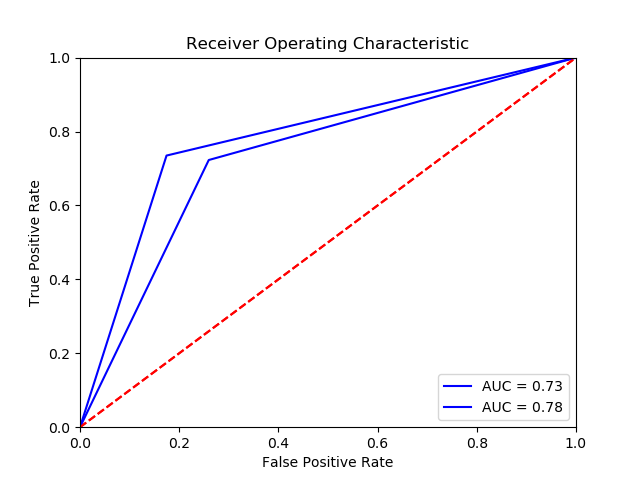 Receiver Operating Characteristic
1.0
0.8
0.6
0.4
0.2
0.0
True Positive Rate
AUC = 0.73
AUC = 0.78
0.0 0.2 0.4 0.6 0.8 1.0
False Positive Rate